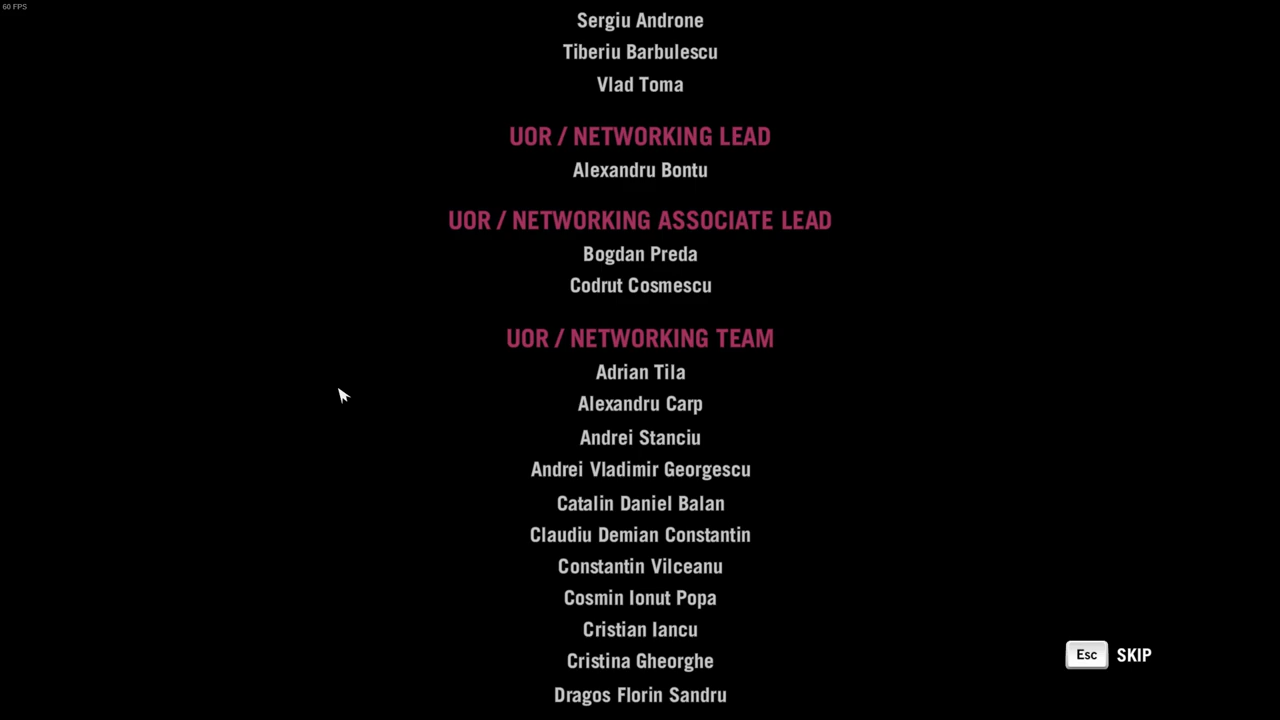 60 FPS
Sergiu Androne
Tiberiu Barbulescu
Vlad Toma
UOR / NETWORKING LEAD
Alexandru Bontu
UOR / NETWORKING ASSOCIATE LEAD
Bogdan Preda
Codrut Cosmescu
UOR / NETWORKING TEAM
Adrian Tila
Alexandru Carp
Andrei Stanciu
Andrei Vladimir Georgescu
Catalin Daniel Balan
Claudiu Demian Constantin
Constantin Vilceanu
Cosmin Ionut Popa
Cristian Iancu
Esc SKIP
Cristina Gheorghe
Dragos Florin Sandru